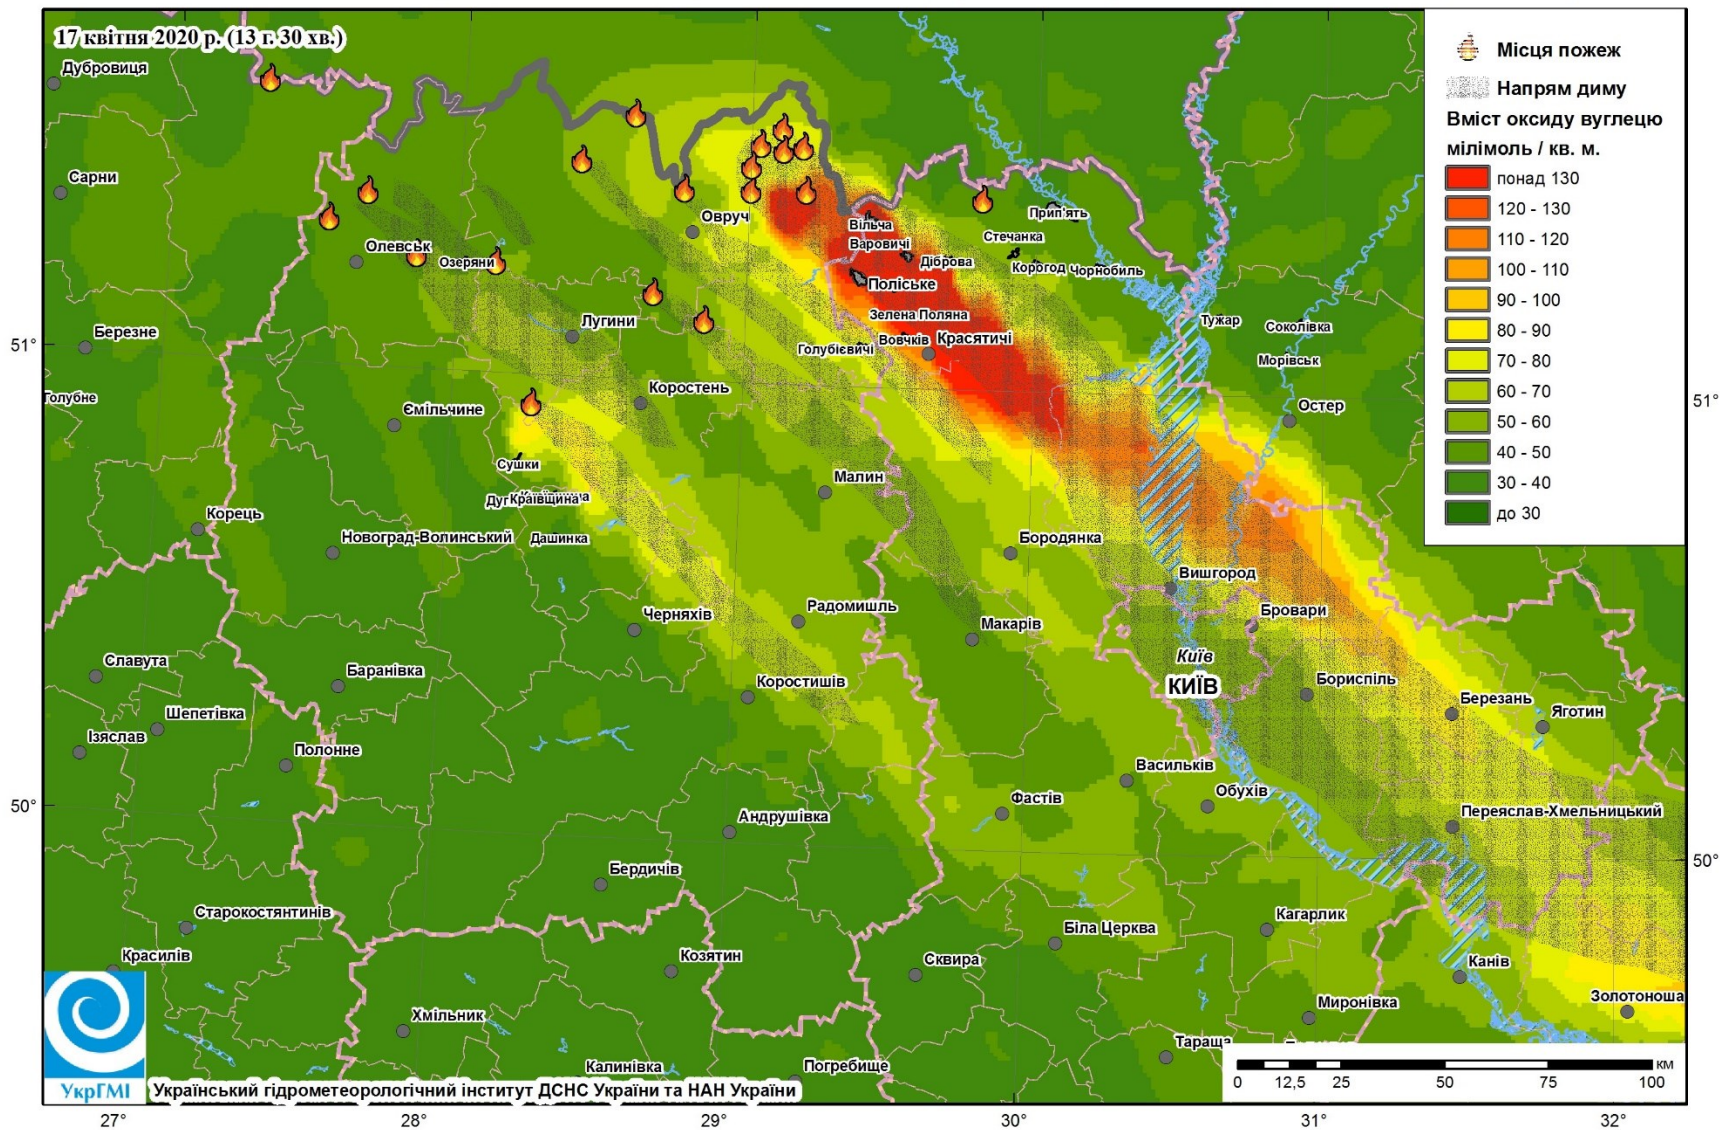 17 квітня 2020 р. (13 г. 30 хв.)
Місця пожеж
Напрям диму
Вміст оксиду вуглецю
мілімоль / кв. м.
понад 130
120 - 130
110 - 120
100 - 110
90 - 100
80 - 90
70 - 80
60 - 70
50 - 60
40 - 50
30 - 40
до 30
Дубровиця
Сарни
Овруч
Вільча
Прип'ять
Варовичі
Стечанка
Олевськ
Озеряни
Діброва
Корогод
Чорнобиль
Поліське
Зелена Поляна
Лугини
Тужар
Соколівка
Березне
51°
Вовчків
Красятичі
Голубієвичі
Морівськ
Голубне
Коростень
51°
Ємільчине
Остер
Сушки
Малин
Краївщина
Корець
Новоград-Волинський
Дашинка
Бородянка
Вишгород
Черняхів
Радомишль
Бровари
Макарів
Київ
КИЇВ
Славута
Баранівка
Коростишів
Бориспіль
Березань
Яготин
Шепетівка
Ізяслав
Полонне
Васильків
Обухів
50°
Фастів
Переяслав-Хмельницький
Андрушівка
50°
Бердичів
Старокостянтинів
Кагарлик
Біла Церква
Красилів
Козятин
Сквира
Канів
Золотоноша
Миронівка
Хмільник
Тараща
Калинівка
Погребище
УкрГМІ
Український гідрометеорологічний інститут ДСНС України та НАН України
км
0 12,5 25 50 75 100
27° 28° 29° 30° 31° 32°